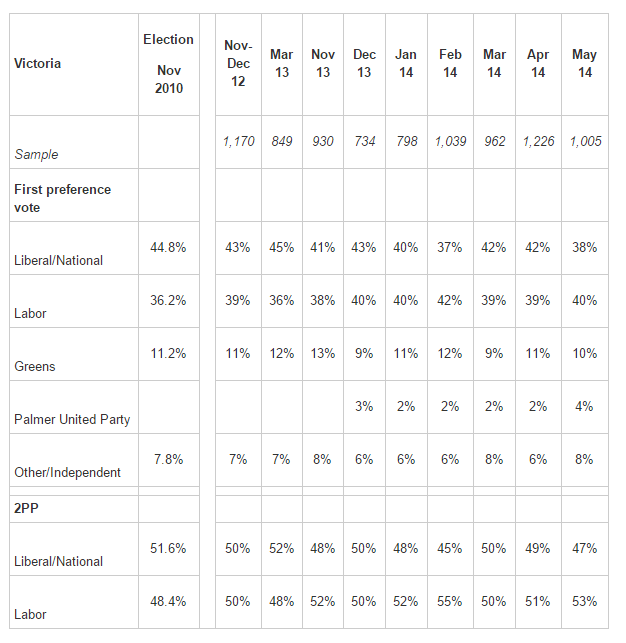 Victoria Election Nov 2010 Nov-Dec 12 Mar 13 Nov 13 Dec 13 Jan 14 Feb 14 Mar 14 Apr 14 May 14
Sample 1,170 849 930 734 798 1,039 962 1,226 1,005
First preference vote
Liberal/National 44.8% 43% 45% 41% 43% 40% 37% 42% 42% 38%
Labor 36.2% 39% 36% 38% 40% 40% 42% 39% 39% 40%
Greens 11.2% 11% 12% 13% 9% 11% 12% 9% 11% 10%
Palmer United Party 3% 2% 2% 2% 2% 4%
Other/Independent 7.8% 7% 7% 8% 6% 6% 6% 8% 6% 8%
2PP
Liberal/National 51.6% 50% 52% 48% 50% 48% 45% 50% 49% 47%
Labor 48.4% 50% 48% 52% 50% 52% 55% 50% 51% 53%